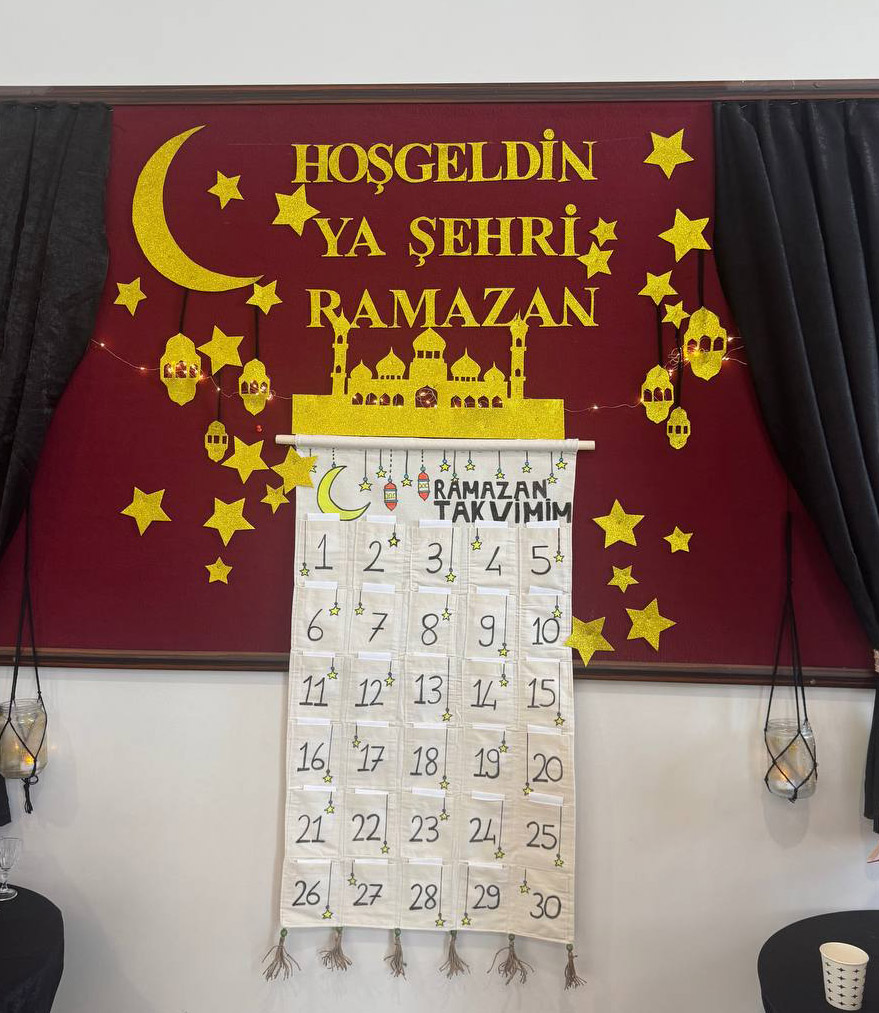 HOŞGELDİN
YA ŞEHRİ
RAMAZAN
RAMAZAN
TAKVİMİM
1 2 3 4 5
6 7 8 9 10
11 12 13 14 15
16 17 18 19 20
21 22 23 24 25
26 27 28 29 30